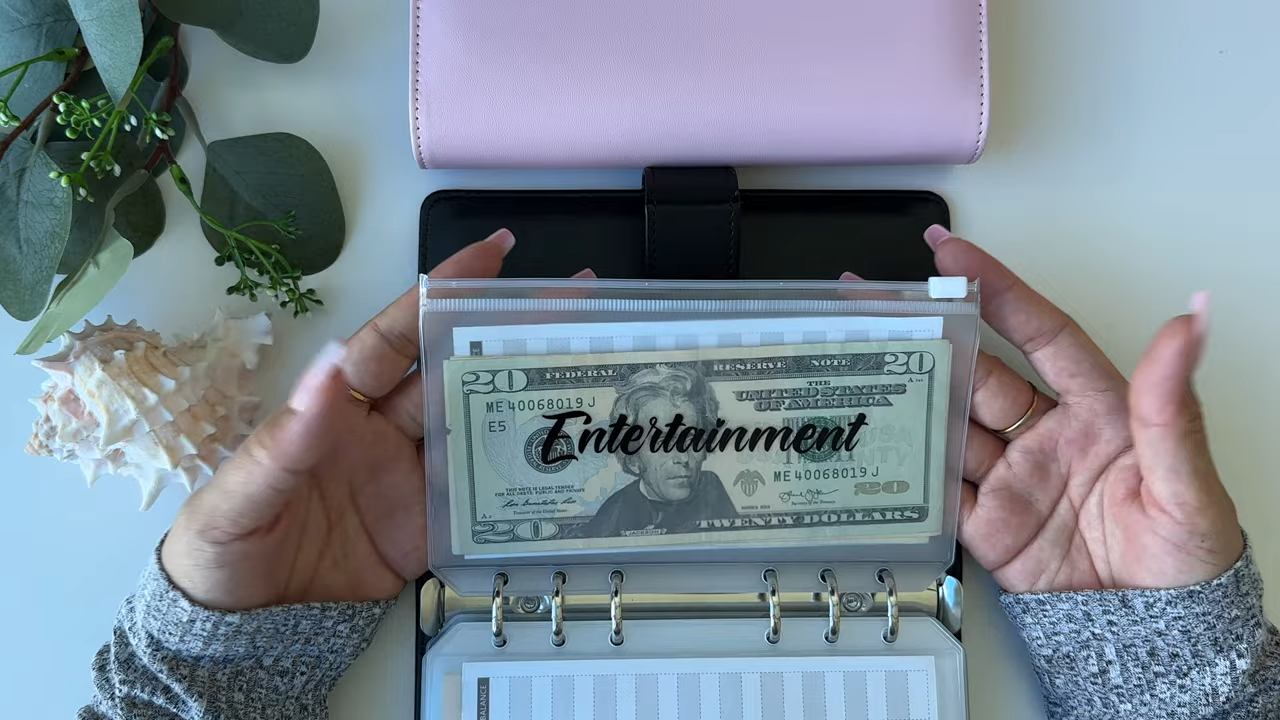 20 FEDERAL RESERVE NOTE 20
THE
UNITED STATES
OF AMERICA
ME 40068019 J
E5
Entertainment
ME 40068019 J
THIS NOTE IS LEGAL TENDER
FOR ALL DEBTS, PUBLIC AND PRIVATE
20
TWENTY DOLLARS
20
JACKSON
BALANCE